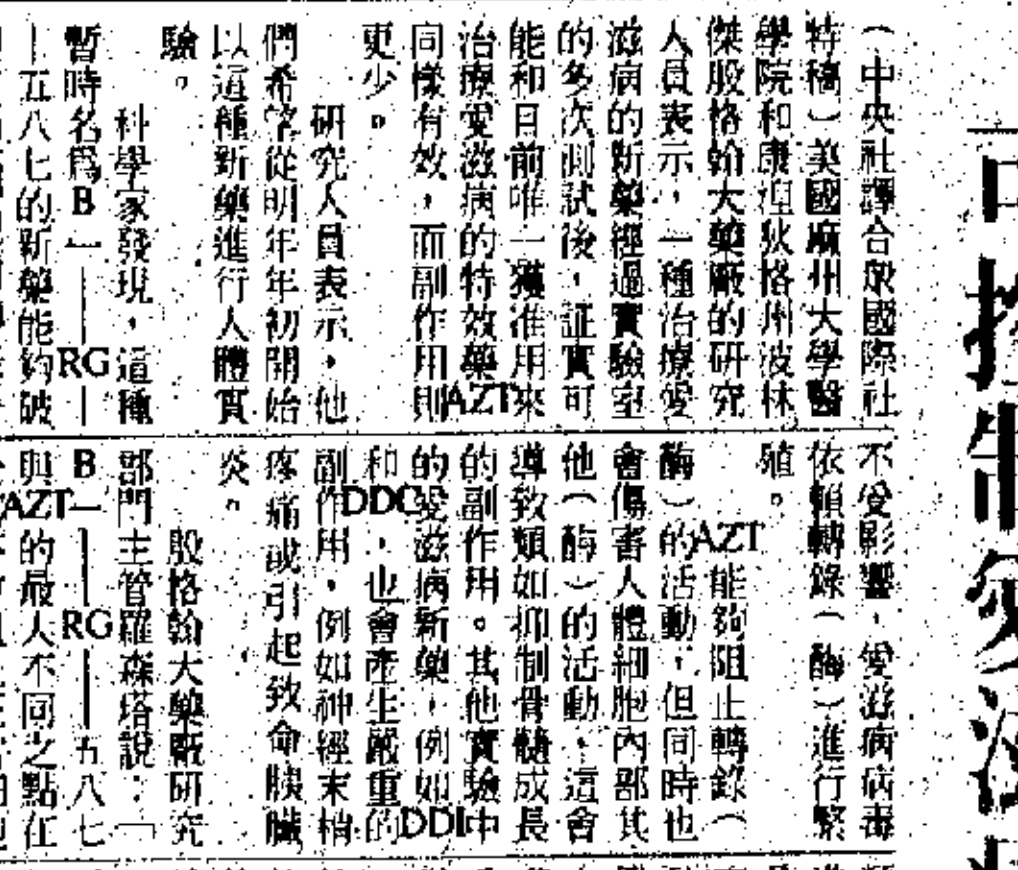 （中央社譯合眾國際社
特稿）美國麻州大學醫
學院和康涅狄格州波林
傑殷格翰大藥廠的研究
人員表示，一種治療愛
滋病的新藥經過實驗室
的多次測試後，証實可
能和目前唯一獲准用來
治療愛滋病的特效藥AZT
同樣有效，而副作用則
更少。
研究人員表示，他
們希望從明年年初開始
以這種新藥進行人體實
驗。
科學家發現，這種
暫時名爲B—｜RG｜
｜五八七的新藥能夠破
不受影響，愛滋病病毒
依賴轉錄（酶）進行繁
殖。
AZT能夠阻止轉錄（
酶）的活動，但同時也
會傷害人體細胞內部其
他（酶）的活動，這會
導致類如抑制骨髓成長
的副作用。其他實驗中
的愛滋病新藥，例如DDI
和DDC，也會產生嚴重的
副作用，例如神經末梢
疼痛或引起致命胰臟
炎。
殷格翰大藥廠研究
部門主管羅森塔說：「
B—｜RG｜五八七
與AZT的最大不同之點在